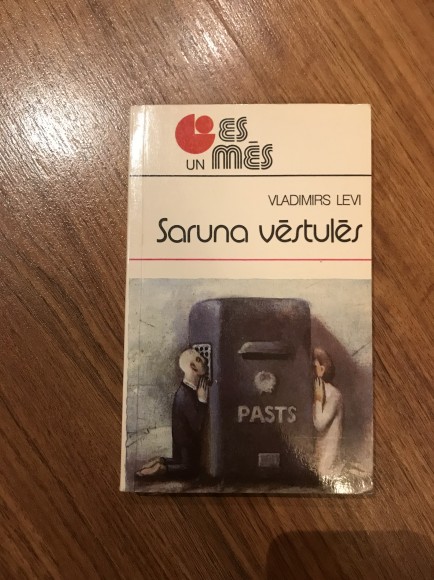 ES
UN MĒS
VLADIMIRS LEVI
Saruna vēstulēs
PASTS